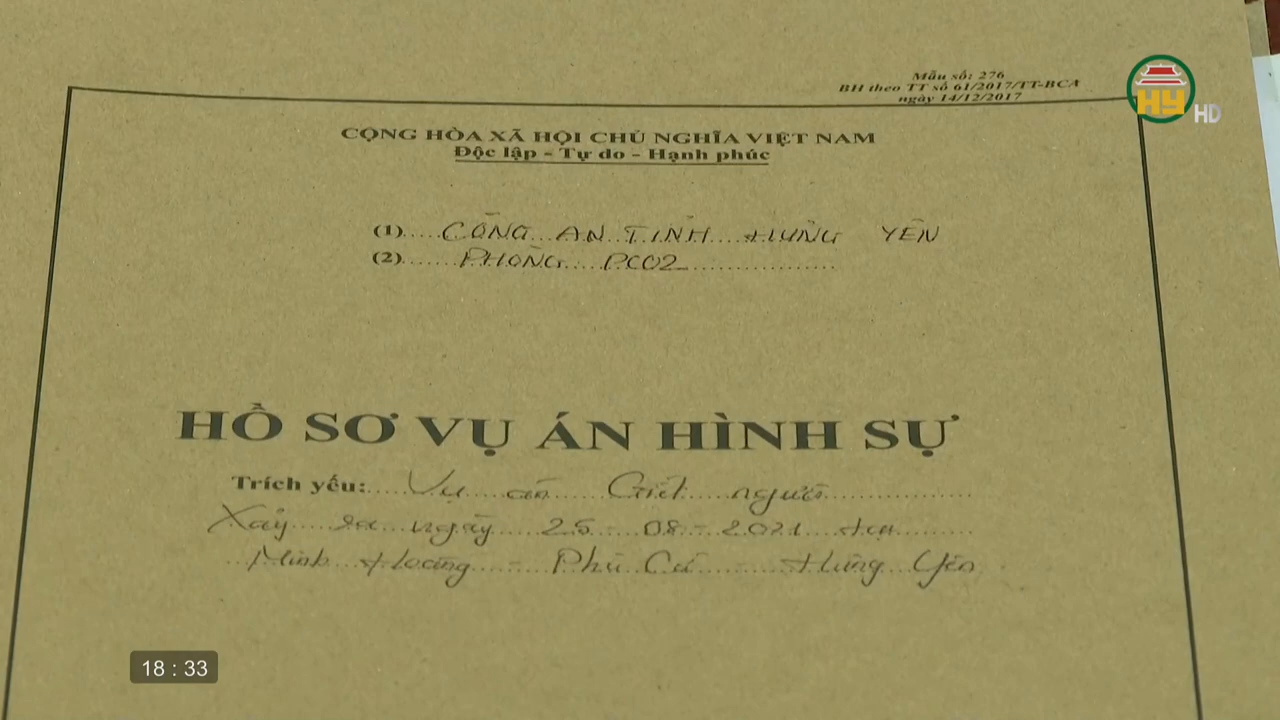 Mẫu số: 276
BH theo TT số 61/2017/TT-BCA
ngày 14/12/2017
HY HD
CỘNG HÒA XÃ HỘI CHỦ NGHĨA VIỆT NAM
Độc lập - Tự do - Hạnh phúc
(1) CÔNG AN TỈNH HƯNG YÊN
(2) PHÒNG PC02
HỒ SƠ VỤ ÁN HÌNH SỰ
Trích yếu: Vụ án Giết người
Xảy ra ngày 25-08-2021 tại
Minh Hoàng - Phù Cừ - Hưng Yên
18 : 33